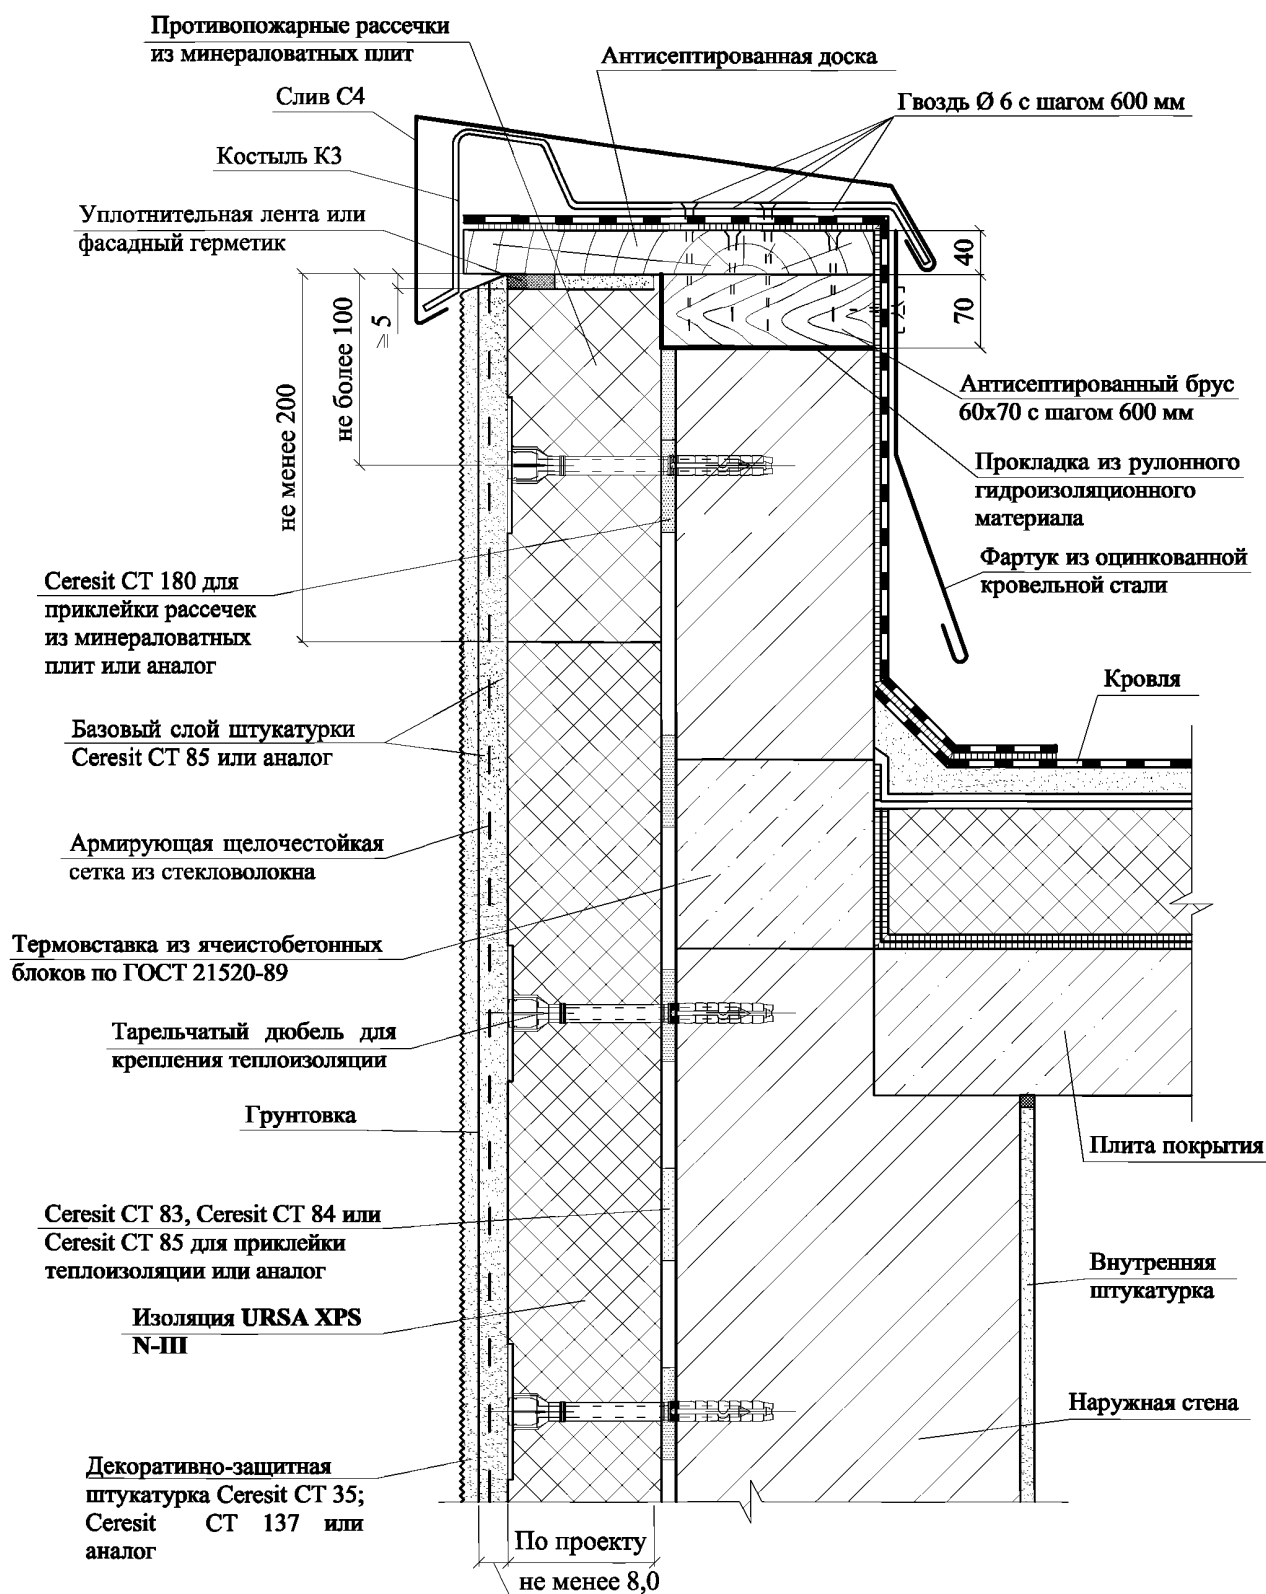 Противопожарные рассечки
из минераловатных плит
Антисептированная доска
Слив С4
Гвоздь Ø 6 с шагом 600 мм
Костыль К3
Уплотнительная лента или
фасадный герметик
40
70
≥ 5
не более 100
не менее 200
Антисептированный брус
60х70 с шагом 600 мм
Прокладка из рулонного
гидроизоляционного
материала
Фартук из оцинкованной
кровельной стали
Ceresit CT 180 для
приклейки рассечек
из минераловатных
плит или аналог
Кровля
Базовый слой штукатурки
Ceresit CT 85 или аналог
Армирующая щелочестойкая
сетка из стекловолокна
Термовставка из ячеистобетонных
блоков по ГОСТ 21520-89
Тарельчатый дюбель для
крепления теплоизоляции
Грунтовка
Плита покрытия
Ceresit CT 83, Ceresit CT 84 или
Ceresit CT 85 для приклейки
теплоизоляции или аналог
Внутренняя
штукатурка
Изоляция URSA XPS
N-III
Наружная стена
Декоративно-защитная
штукатурка Ceresit CT 35;
Ceresit CT 137 или
аналог
По проекту
не менее 8,0